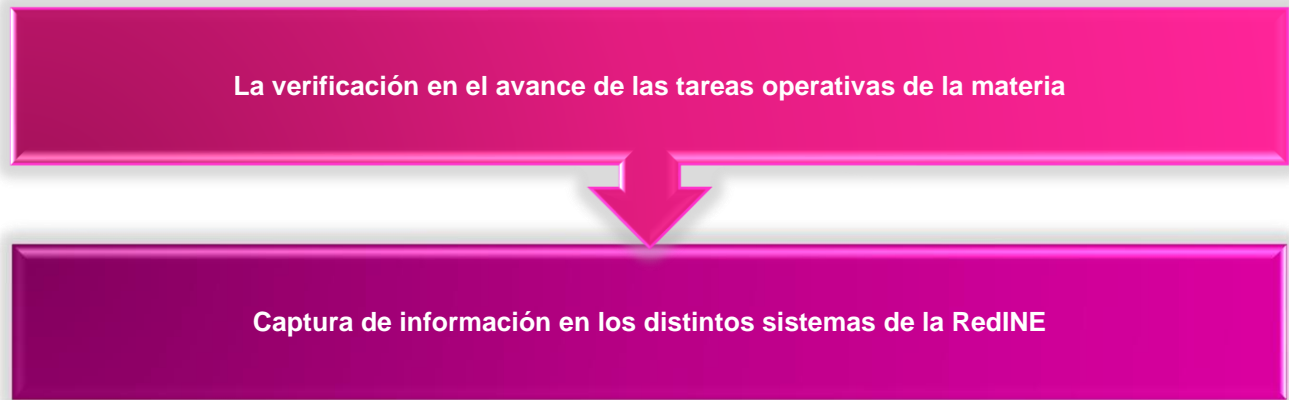 La verificación en el avance de las tareas operativas de la materia
Captura de información en los distintos sistemas de la RedINE